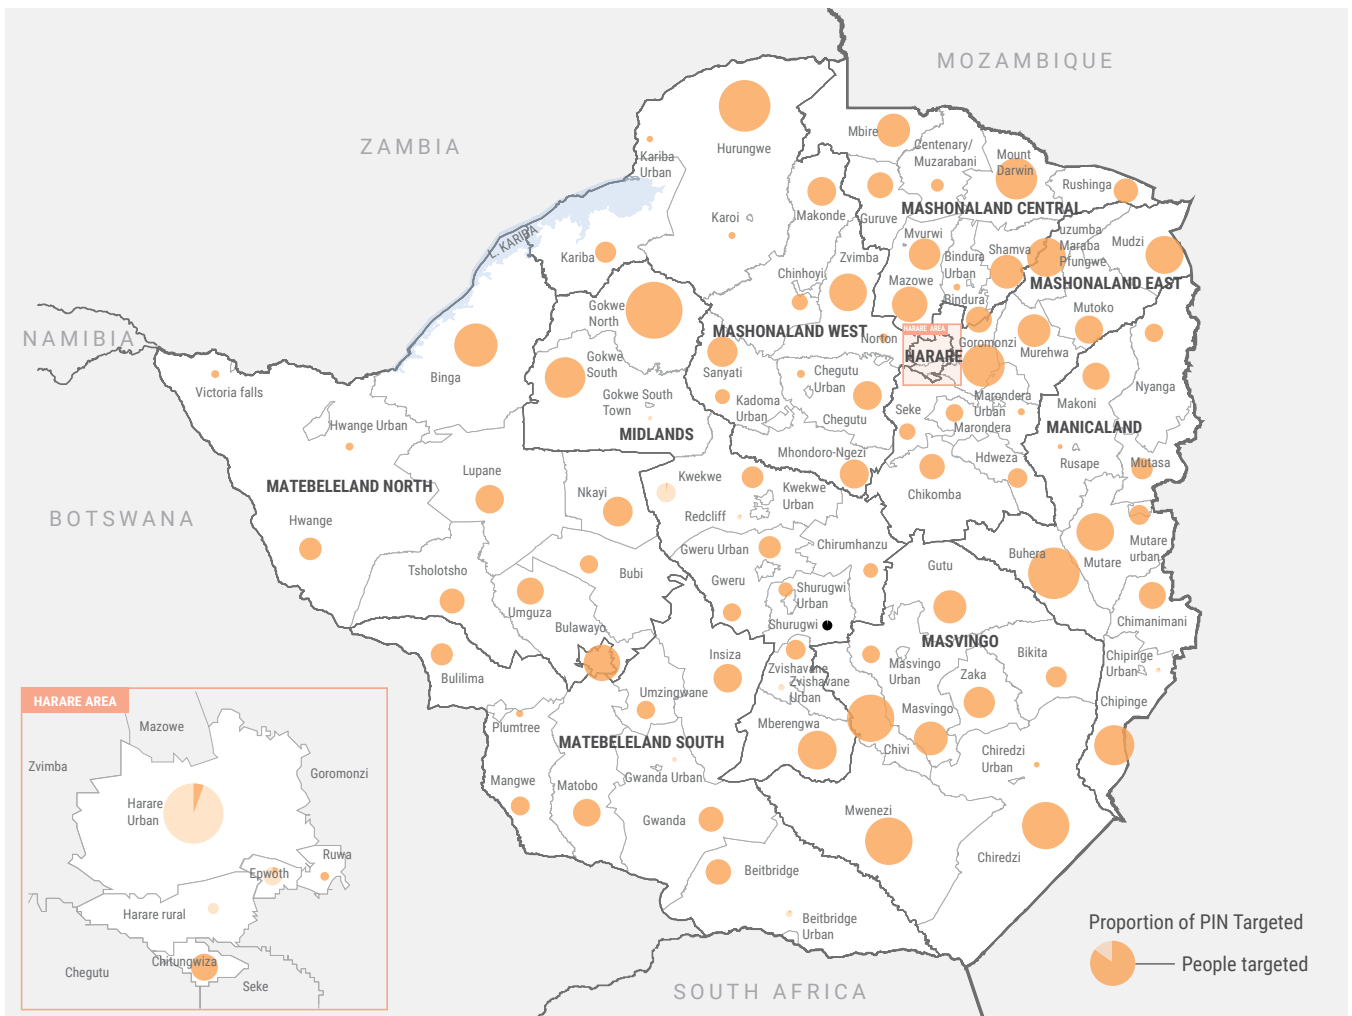 MOZAMBIQUE
ZAMBIA
NAMIBIA
BOTSWANA
SOUTH AFRICA
L. KARIBA
Hurungwe
Kariba
Urban
Karoi
Kariba
Makonde
Chinhoyi
Zvimba
MASHONALAND WEST
Norton
Sanyati
Kadoma
Urban
Chegutu
Urban
Chegutu
Mhondoro-Ngezi
Mbire
Centenary/
Muzarabani
Mount
Darwin
Rushinga
Guruve
MASHONALAND CENTRAL
Mvurwi
Bindura
Urban
Shamva
Mazowe
Bindura
uzumba
Maraba
Pfungwe
Mudzi
MASHONALAND EAST
Mutoko
Murehwa
HARARE AREA
HARARE
Goromonzi
Marondera
Urban
Marondera
Seke
Hdweza
Chikomba
Nyanga
Makoni
MANICALAND
Rusape
Mutasa
Mutare
urban
Mutare
Buhera
Chimanimani
Chipinge
Urban
Chipinge
Gokwe
North
Gokwe
South
Gokwe South
Town
MIDLANDS
Kwekwe
Kwekwe
Urban
Redcliff
Gweru Urban
Chirumhanzu
Gweru
Shurugwi
Urban
Shurugwi
Zvishavane
Zvishavane
Urban
Mberengwa
Binga
Victoria falls
Hwange Urban
Lupane
MATEBELELAND NORTH
Nkayi
Hwange
Tsholotsho
Bubi
Umguza
Bulawayo
Bulilima
Insiza
Umzingwane
Plumtree
MATEBELELAND SOUTH
Gwanda Urban
Mangwe
Matobo
Gwanda
Beitbridge
Beitbridge
Urban
Gutu
MASVINGO
Masvingo
Urban
Bikita
Zaka
Masvingo
Chivi
Chiredzi
Urban
Mwenezi
Chiredzi
HARARE AREA
Mazowe
Zvimba
Goromonzi
Harare
Urban
Ruwa
Epwoth
Harare rural
Chitungwiza
Chegutu
Seke
Proportion of PIN Targeted
People targeted